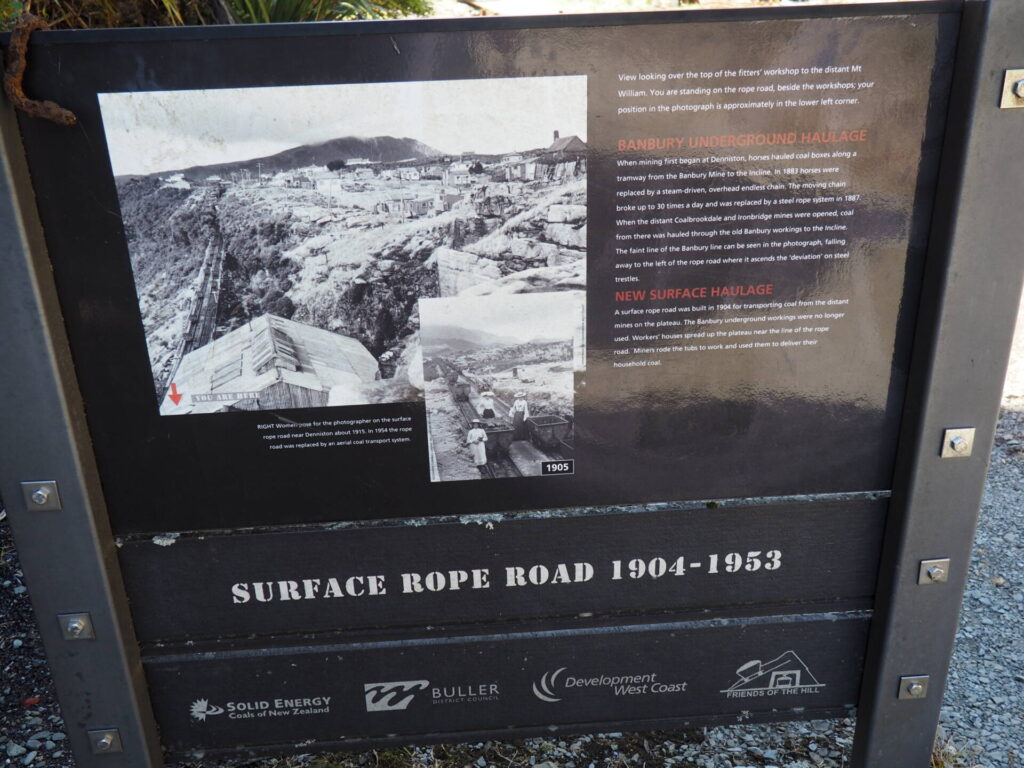 View looking over the top of the fitters' workshop to the distant Mt
William. You are standing on the rope road, beside the workshops; your
position in the photograph is approximately in the lower left corner.
BANBURY UNDERGROUND HAULAGE
When mining first began at Denniston, horses hauled coal boxes along a
tramway from the Banbury Mine to the Incline. In 1883 horses were
replaced by a steam-driven, overhead endless chain. The moving chain
broke up to 30 times a day and was replaced by a steel rope system in 1887.
When the distant Coalbrookdale and Ironbridge mines were opened, coal
from there was hauled through the old Banbury workings to the Incline.
The faint line of the Banbury line can be seen in the photograph, falling
away to the left of the rope road where it ascends the 'deviation' on steel
trestles.
NEW SURFACE HAULAGE
A surface rope road was built in 1904 for transporting coal from the distant
mines on the plateau. The Banbury underground workings were no longer
used. Workers' houses spread up the plateau near the line of the rope
road. Miners rode the tubs to work and used them to deliver their
household coal.
YOU ARE HERE
RIGHT Women pose for the photographer on the surface
rope road near Denniston about 1915. In 1954 the rope
road was replaced by an aerial coal transport system.
1905
SURFACE ROPE ROAD 1904-1953
SOLID ENERGY
Coals of New Zealand
BULLER
DISTRICT COUNCIL
Development
West Coast
FRIENDS OF THE HILL